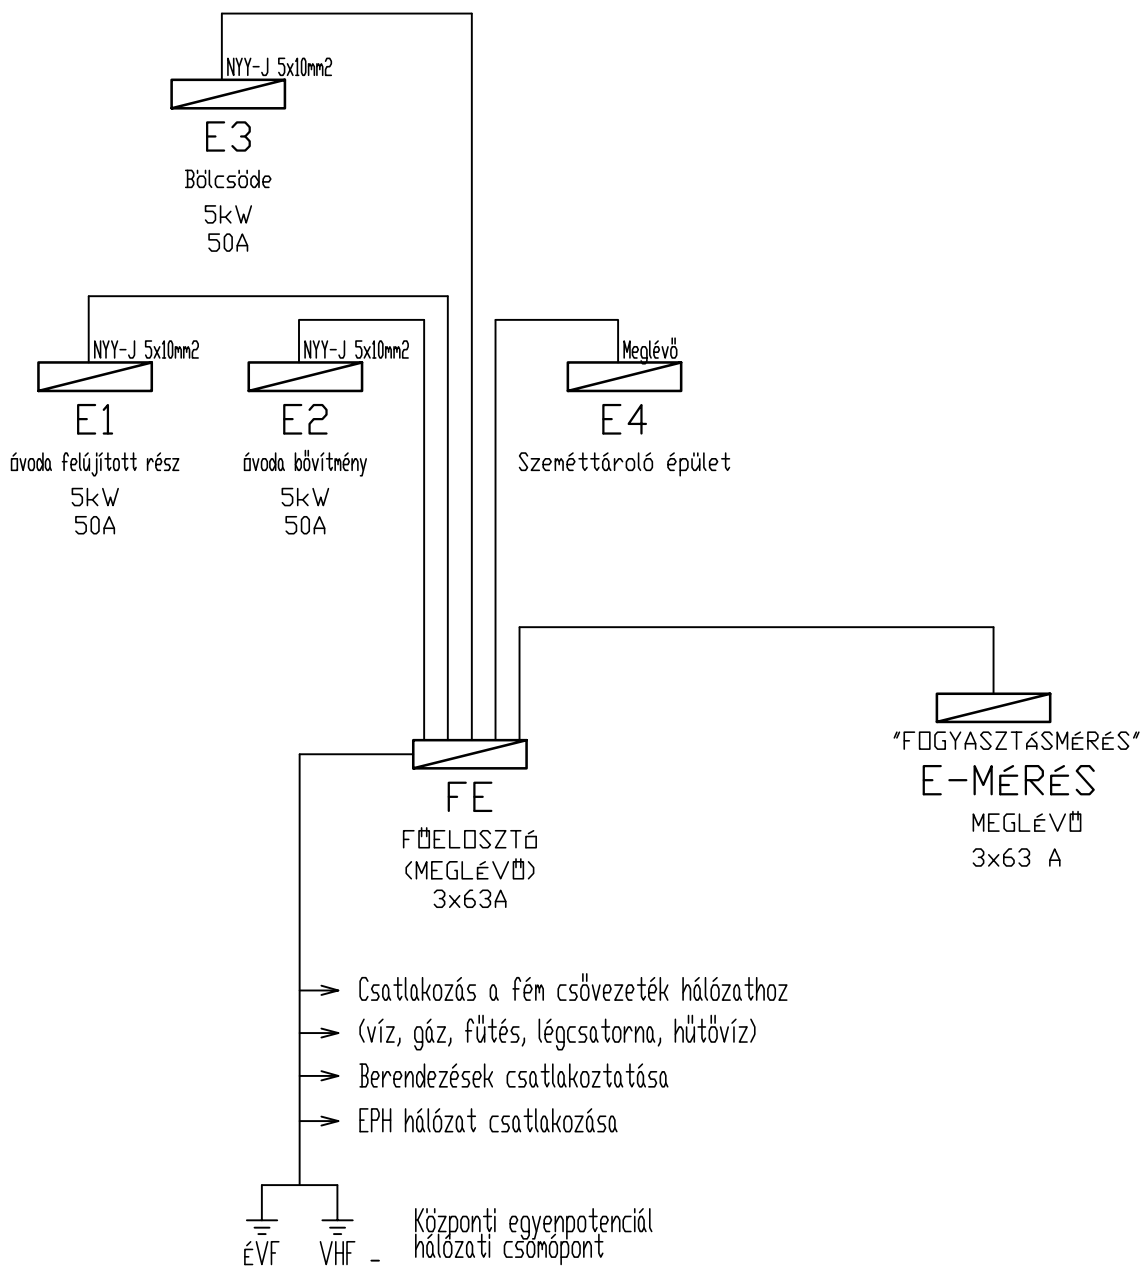 NYY-J 5x10mm2
E3
Bölcsöde
5kW
50A
NYY-J 5x10mm2
E1
óvoda felújított rész
5kW
50A
NYY-J 5x10mm2
E2
óvoda bővítmény
5kW
50A
Meglévő
E4
Szeméttároló épület
"FOGYASZTÁSMÉRÉS"
E-MÉRÉS
MEGLÉVŐ
3x63 A
FE
FŐELOSZTÓ
(MEGLÉVŐ)
3x63A
Csatlakozás a fém csővezeték hálózathoz
(víz, gáz, fűtés, légcsatorna, hűtővíz)
Berendezések csatlakoztatása
EPH hálózat csatlakozása
ÉVF
VHF -
Központi egyenpotenciál
hálózati csomópont